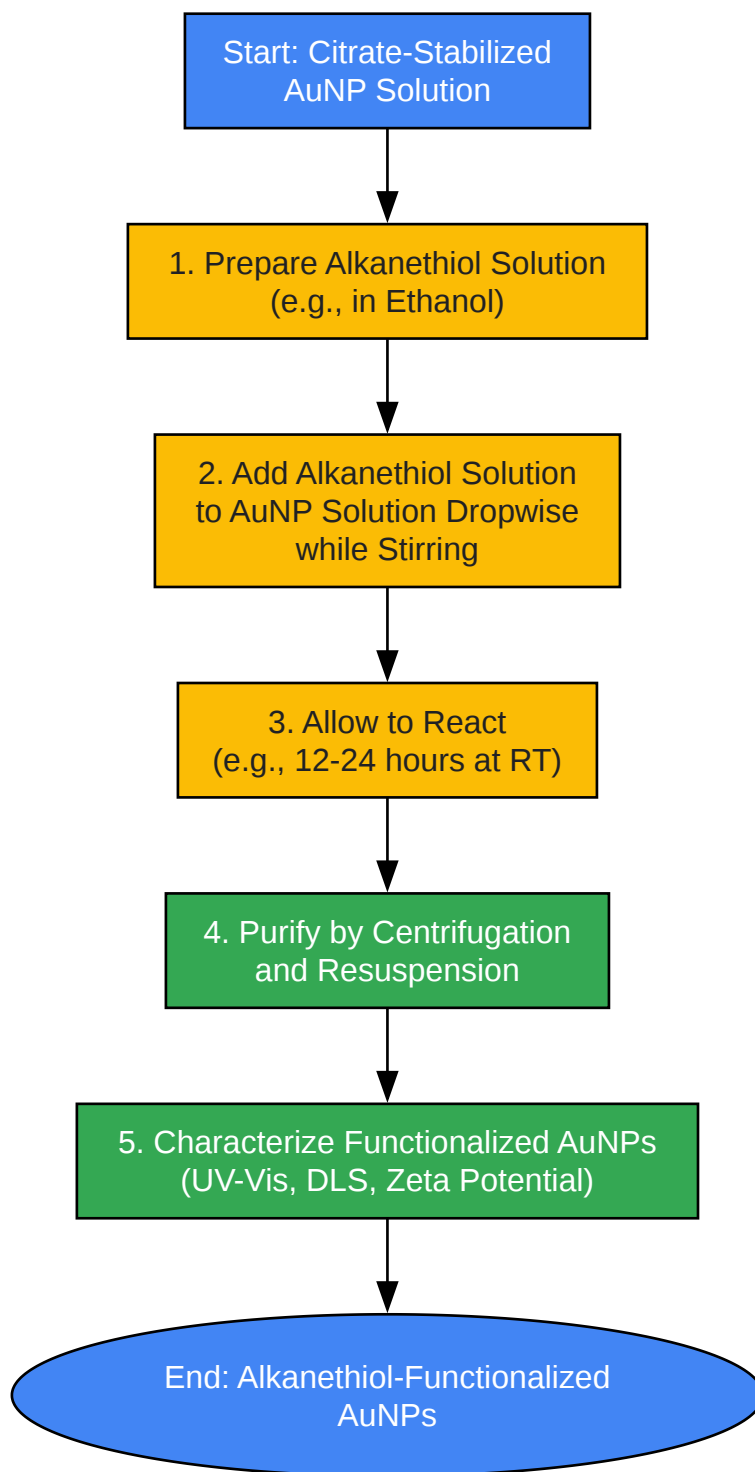 Start: Citrate-Stabilized
AuNP Solution
1. Prepare Alkanethiol Solution
(e.g., in Ethanol)
2. Add Alkanethiol Solution
to AuNP Solution Dropwise
while Stirring
3. Allow to React
(e.g., 12-24 hours at RT)
4. Purify by Centrifugation
and Resuspension
5. Characterize Functionalized AuNPs
(UV-Vis, DLS, Zeta Potential)
End: Alkanethiol-Functionalized
AuNPs